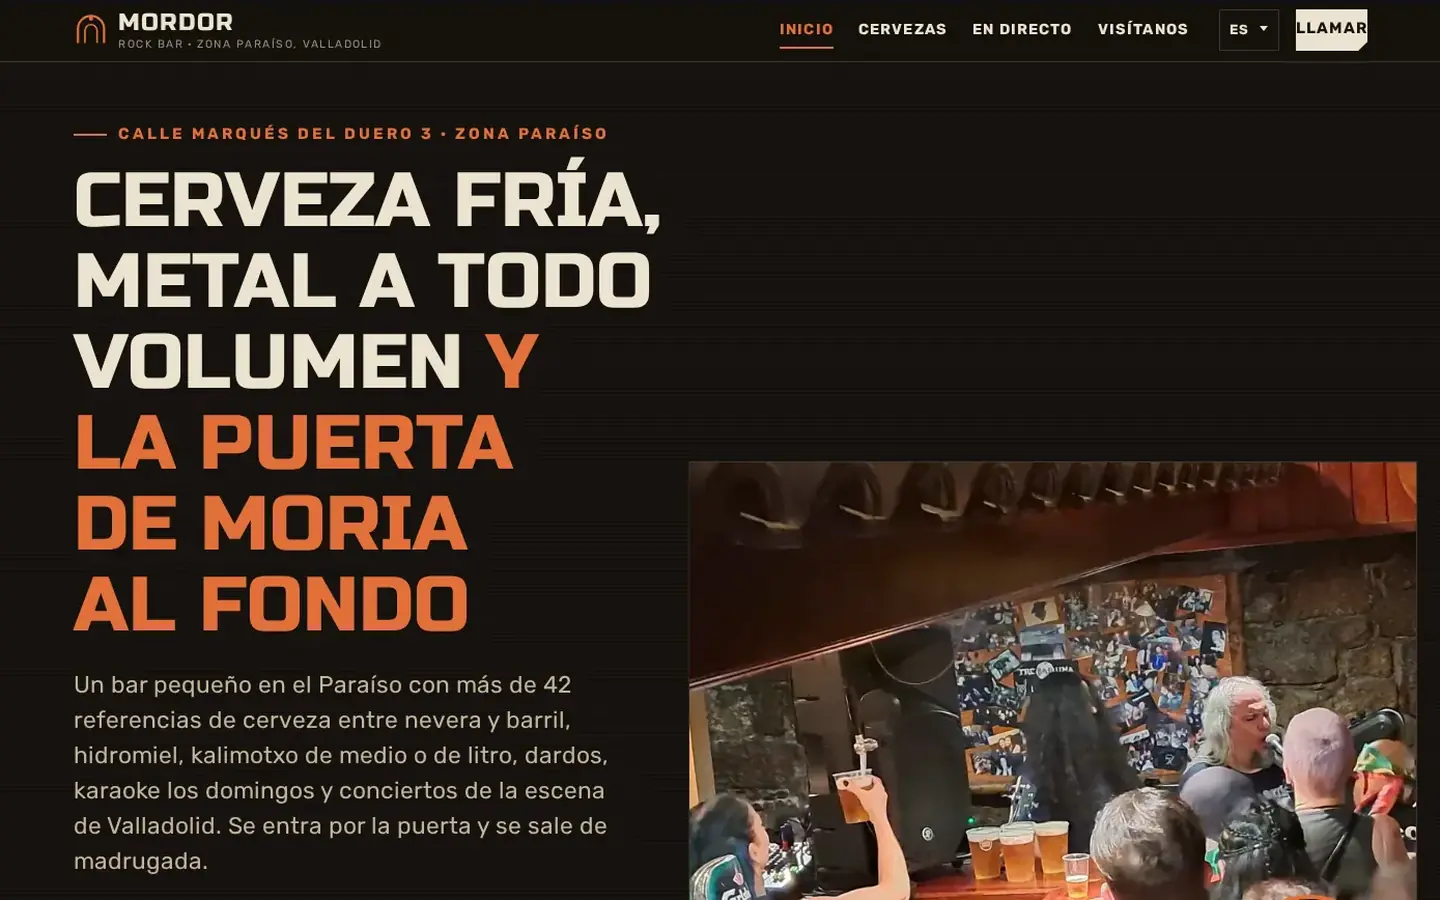 MORDOR
ROCK BAR • ZONA PARAÍSO, VALLADOLID
INICIO
CERVEZAS
EN DIRECTO
VISÍTANOS
ES
LLAMAR
CALLE MARQUÉS DEL DUERO 3 • ZONA PARAÍSO
CERVEZA FRÍA,
METAL A TODO
VOLUMEN Y
LA PUERTA
DE MORIA
AL FONDO
Un bar pequeño en el Paraíso con más de 42
referencias de cerveza entre nevera y barril,
hidromiel, kalimotxo de medio o de litro, dardos,
karaoke los domingos y conciertos de la escena
de Valladolid. Se entra por la puerta y se sale de
madrugada.